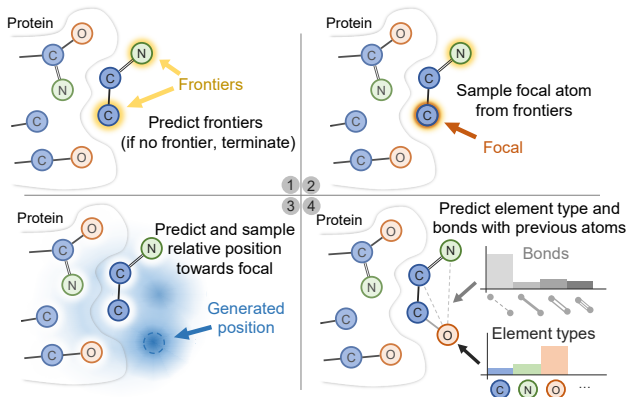 Protein
O
C
N
N
C
C
C
C
O
Frontiers
Predict frontiers
(if no frontier, terminate)
1
Protein
O
C
N
N
C
C
C
C
O
Sample focal atom
from frontiers
Focal
2
3
Protein
O
C
N
N
C
C
C
C
O
Predict and sample
relative position
towards focal
Generated
position
4
Predict element type and
bonds with previous atoms
Protein
O
C
N
N
C
C
C
C
O
O
Bonds
Element types
C
N
O
...